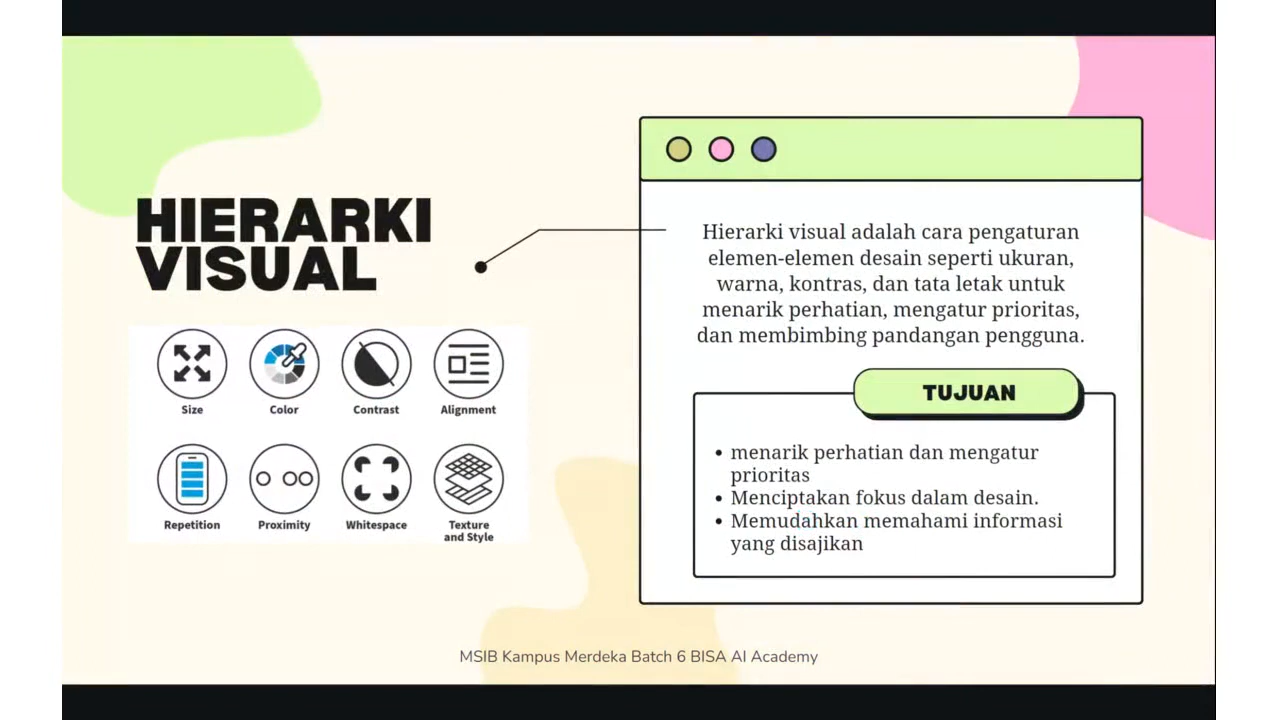 HIERARKI
VISUAL
Size
Color
Contrast
Alignment
Repetition
Proximity
Whitespace
Texture
and Style
Hierarki visual adalah cara pengaturan
elemen-elemen desain seperti ukuran,
warna, kontras, dan tata letak untuk
menarik perhatian, mengatur prioritas,
dan membimbing pandangan pengguna.
TUJUAN
• menarik perhatian dan mengatur
prioritas
• Menciptakan fokus dalam desain.
• Memudahkan memahami informasi
yang disajikan
MSIB Kampus Merdeka Batch 6 BISA AI Academy